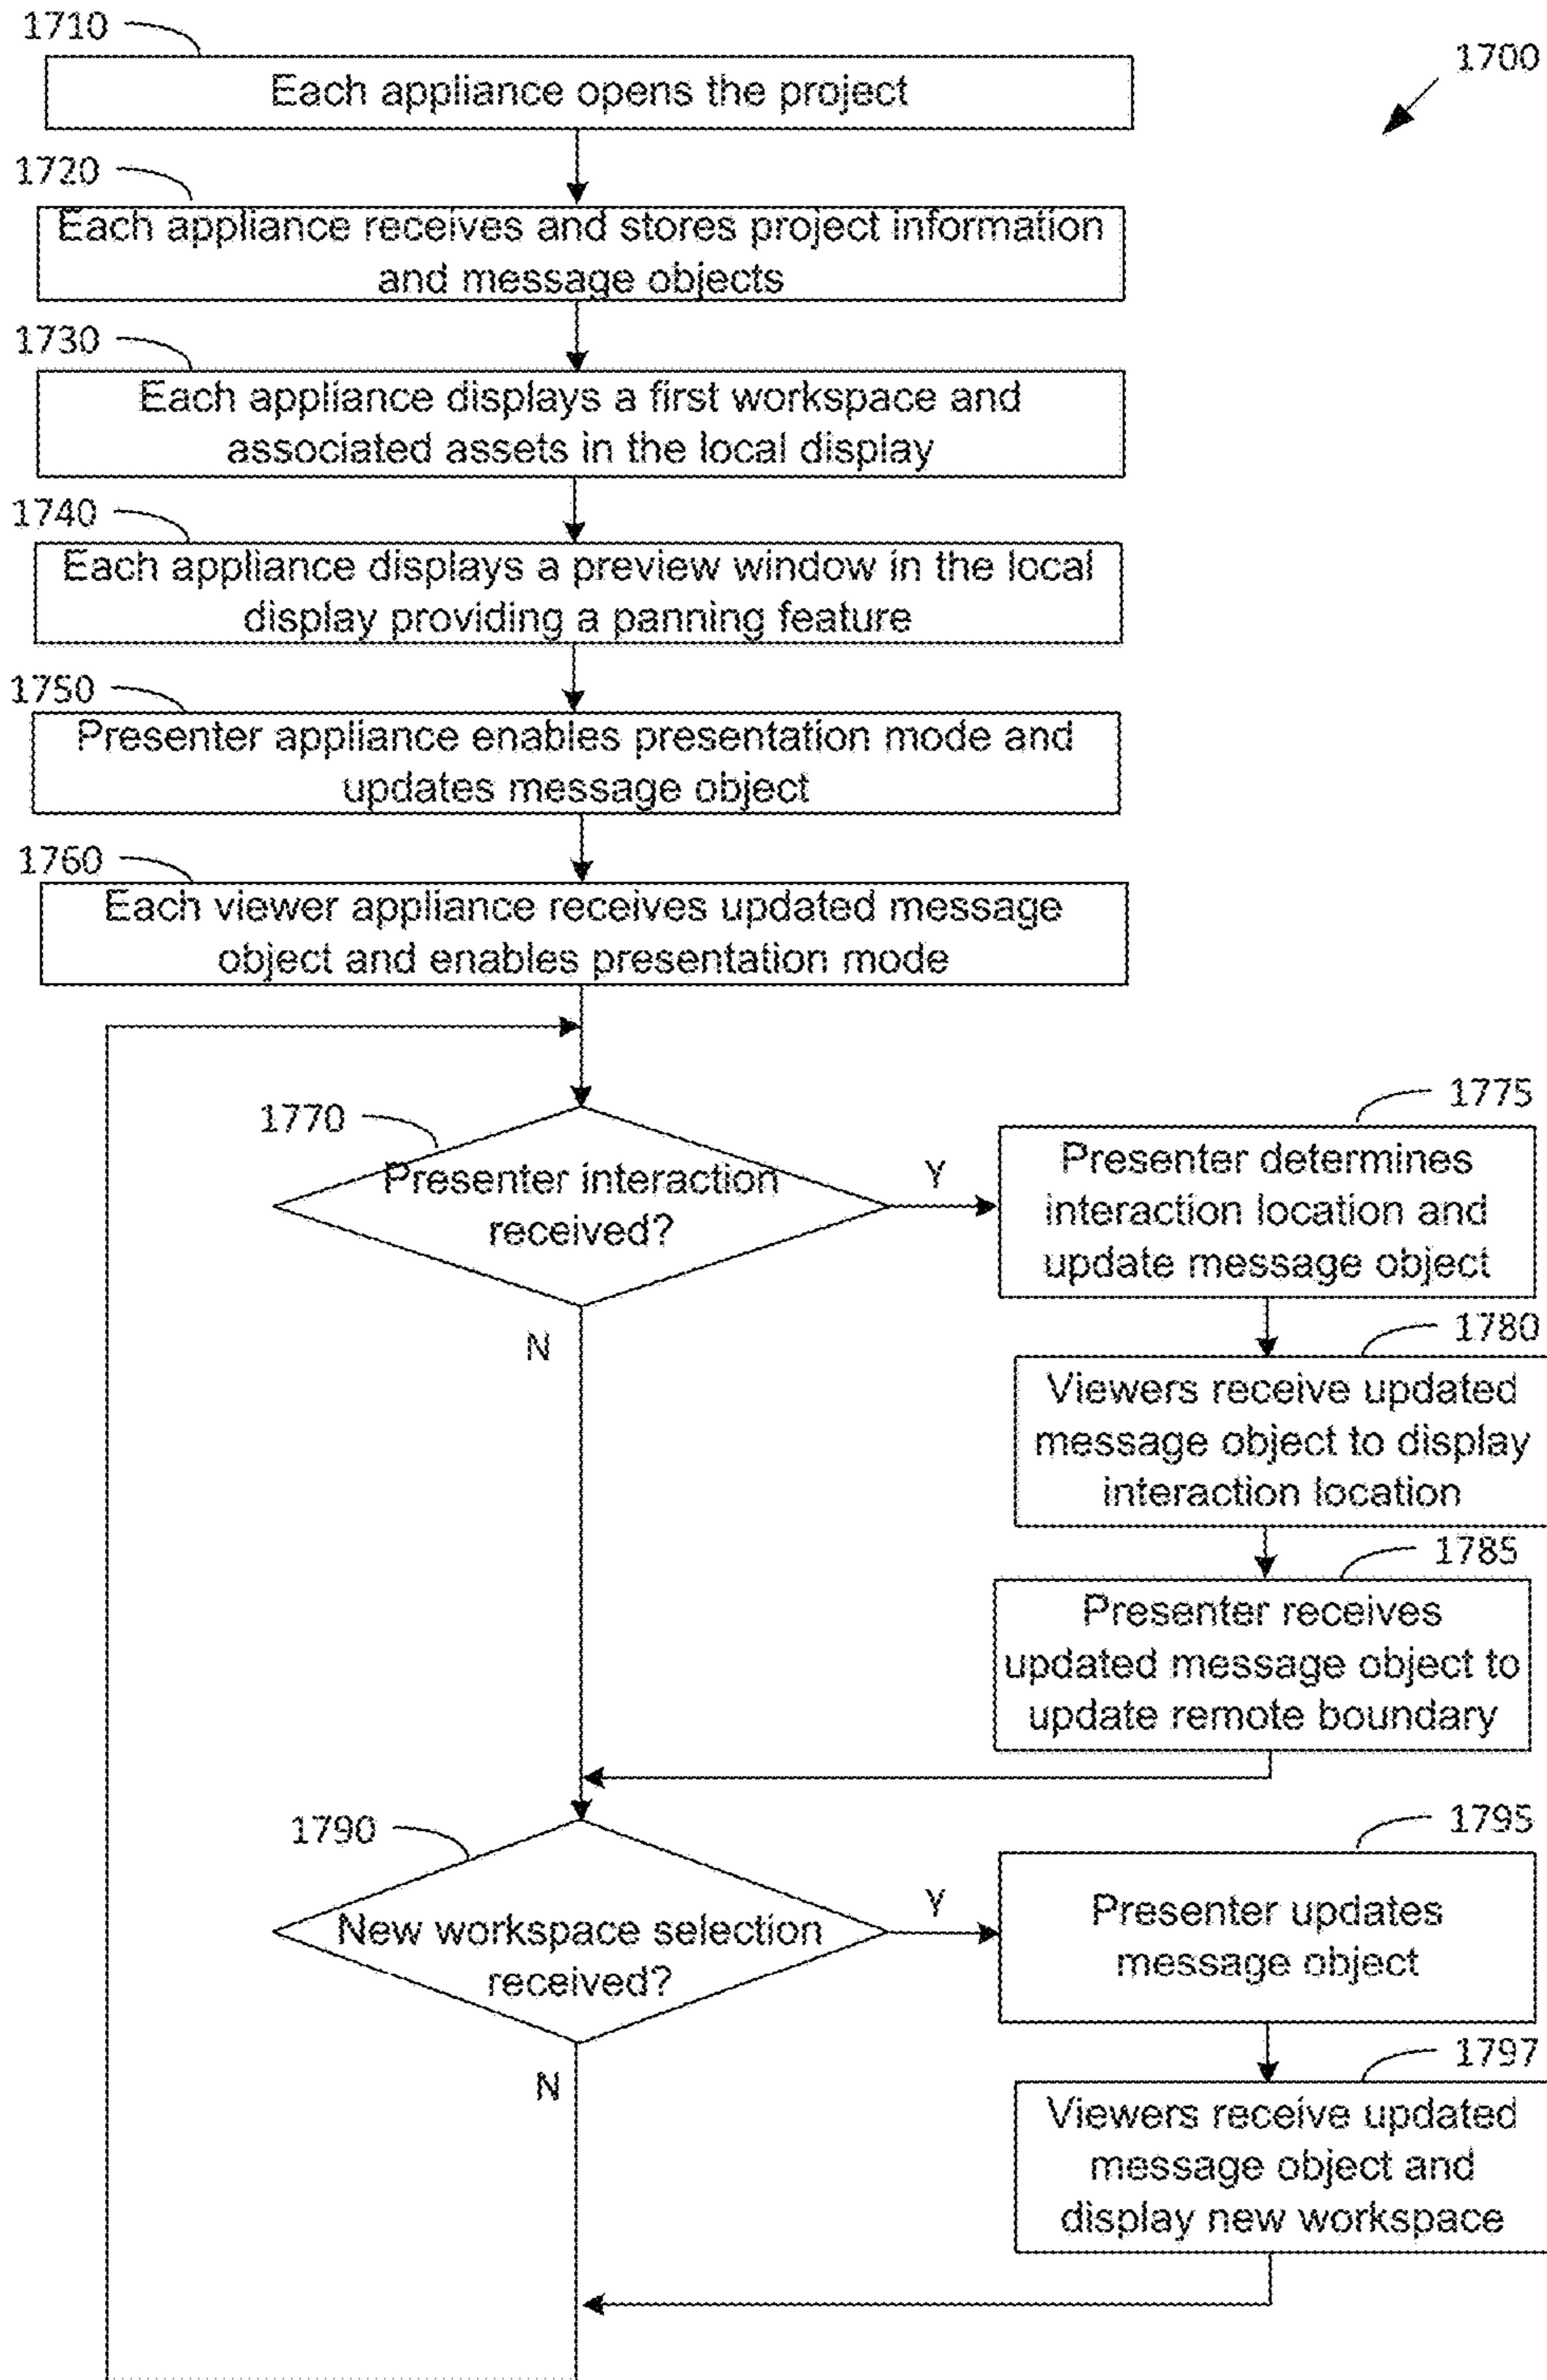 1710
Each appliance opens the project
1700
1720
Each appliance receives and stores project information
and message objects
1730
Each appliance displays a first workspace and
associated assets in the local display
1740
Each appliance displays a preview window in the local
display providing a panning feature
1750
Presenter appliance enables presentation mode and
updates message object
1760
Each viewer appliance receives updated message
object and enables presentation mode
1770
Presenter interaction
received?
Y
N
1775
Presenter determines
interaction location and
update message object
1780
Viewers receive updated
message object to display
interaction location
1785
Presenter receives
updated message object to
update remote boundary
1790
New workspace selection
received?
Y
N
1795
Presenter updates
message object
1797
Viewers receive updated
message object and
display new workspace